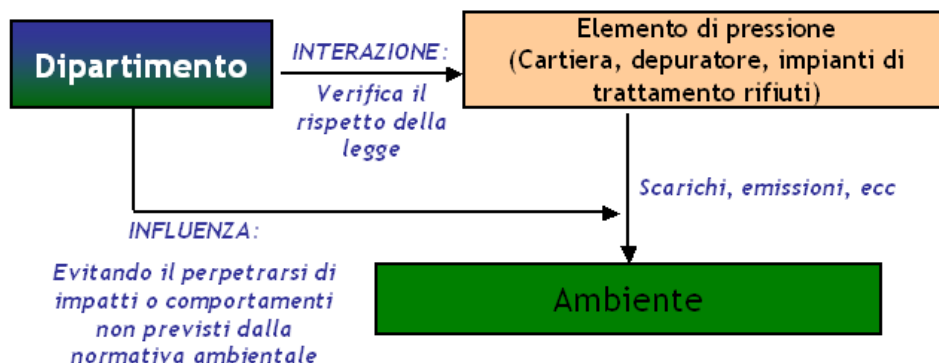 Dipartimento
INTERAZIONE:
Verifica il
rispetto della
legge
Elemento di pressione
(Cartiera, depuratore, impianti di
trattamento rifiuti)
Scarichi, emissioni, ecc
INFLUENZA:
Evitando il perpetrarsi di
impatti o comportamenti
non previsti dalla
normativa ambientale
Ambiente